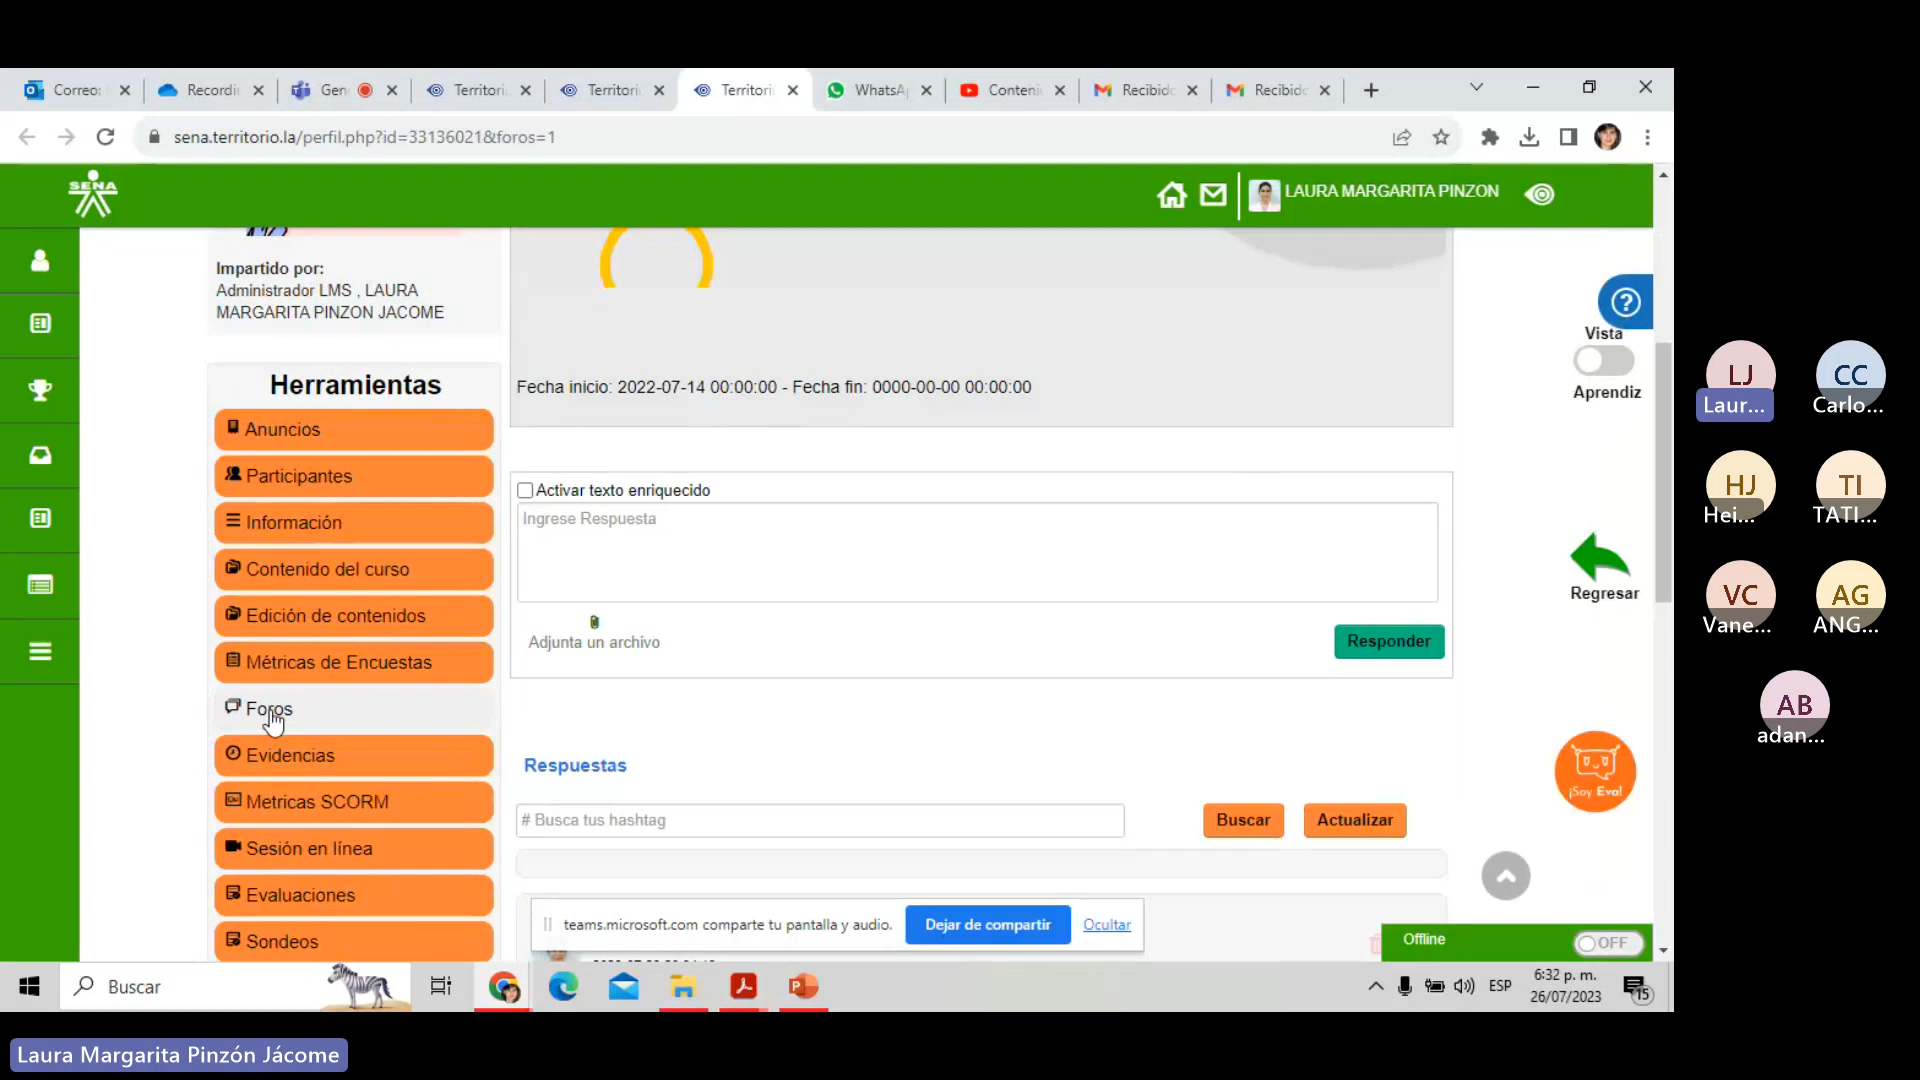 Correo:
Recordi
Gen
Territori
Territori
Territori
WhatsA
Conteni
Recibido
Recibido
sena.territorio.la/perfil.php?id=33136021&foros=1
SENA
LAURA MARGARITA PINZON
Impartido por:
Administrador LMS , LAURA
MARGARITA PINZON JACOME
Herramientas
Anuncios
Participantes
Información
Contenido del curso
Edición de contenidos
Métricas de Encuestas
Foros
Evidencias
Metricas SCORM
Sesión en línea
Evaluaciones
Sondeos
Fecha inicio: 2022-07-14 00:00:00 - Fecha fin: 0000-00-00 00:00:00
Activar texto enriquecido
Ingrese Respuesta
Adjunta un archivo
Responder
Respuestas
# Busca tus hashtag
Buscar
Actualizar
teams.microsoft.com comparte tu pantalla y audio.
Dejar de compartir
Ocultar
Vista
Aprendiz
Regresar
¡Soy Eva!
Offline
OFF
Buscar
ESP
6:32 p. m.
26/07/2023
15
LJ
Laur...
CC
Carlo...
HJ
Hei...
TI
TATI...
VC
Vane...
AG
ANG...
AB
adan...
Laura Margarita Pinzón Jácome